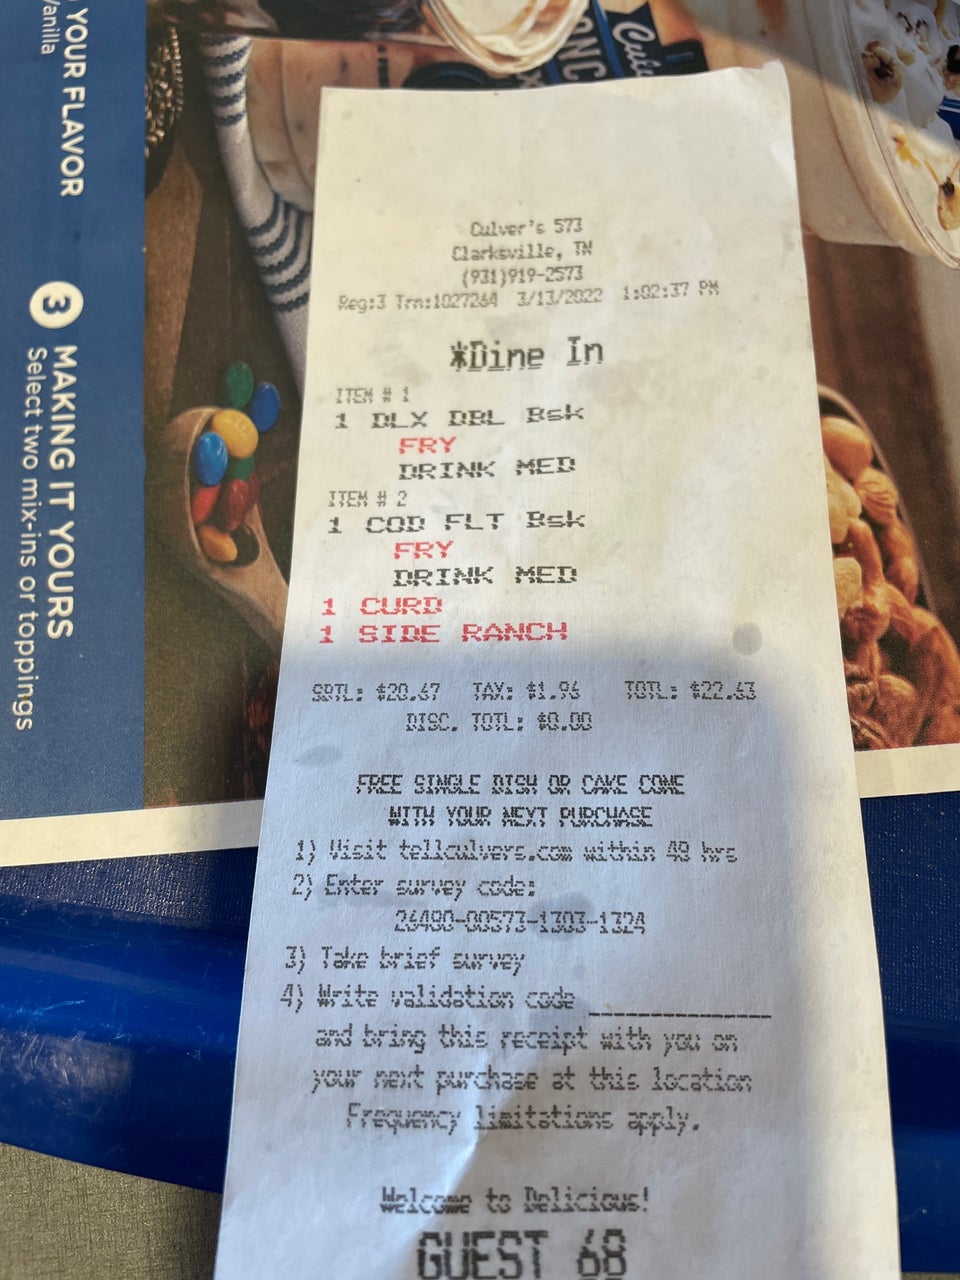 YOUR FLAVOR
Vanilla
3 MAKING IT YOURS
Select two mix-ins or toppings
Culver's 573
Clarksville, TN
(931)919-2573
Reg:3 Trn:1027264 3/13/2022 1:02:37 PM
*Dine In
ITEM # 1
1 DLX DBL Bsk
FRY
DRINK MED
ITEM # 2
1 COD FLT Bsk
FRY
DRINK MED
1 CURD
1 SIDE RANCH
SBTL: $20.67 TAX: $1.96 TOTL: $22.63
DISC. TOTL: $0.00
FREE SINGLE DISH OR CAKE CONE
WITH YOUR NEXT PURCHASE
1) Visit tellculvers.com within 48 hrs
2) Enter survey code:
26480-00573-1303-1324
3) Take brief survey
4) Write validation code ______________
and bring this receipt with you on
your next purchase at this location
Frequency limitations apply.
Welcome to Delicious!
GUEST 68